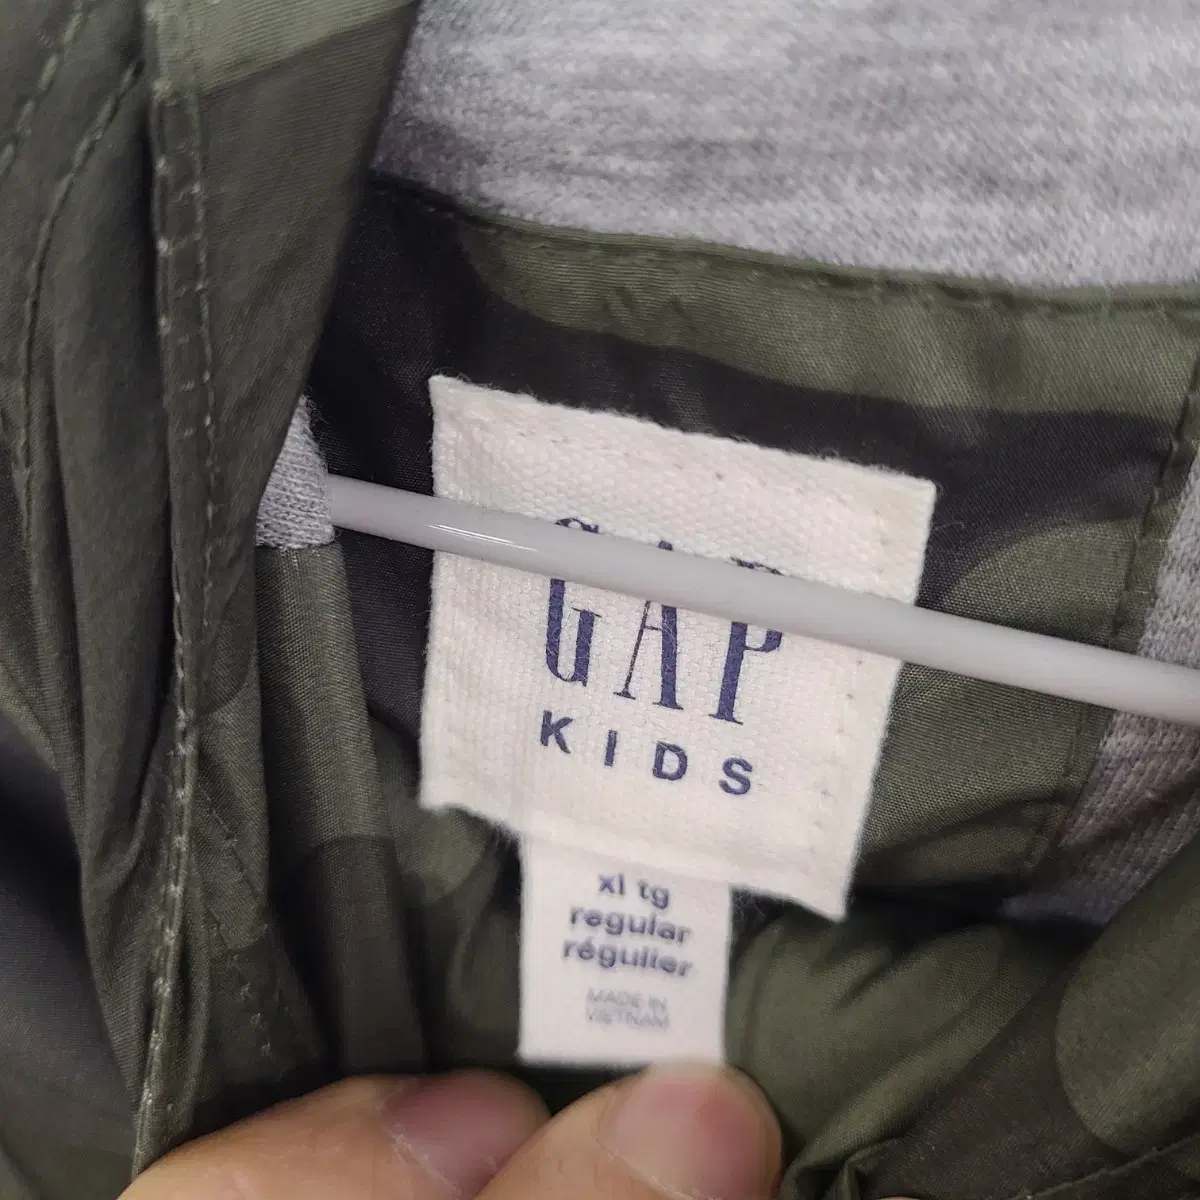 GAP
KIDS
xl tg
regular
régulier
MADE IN
VIETNAM